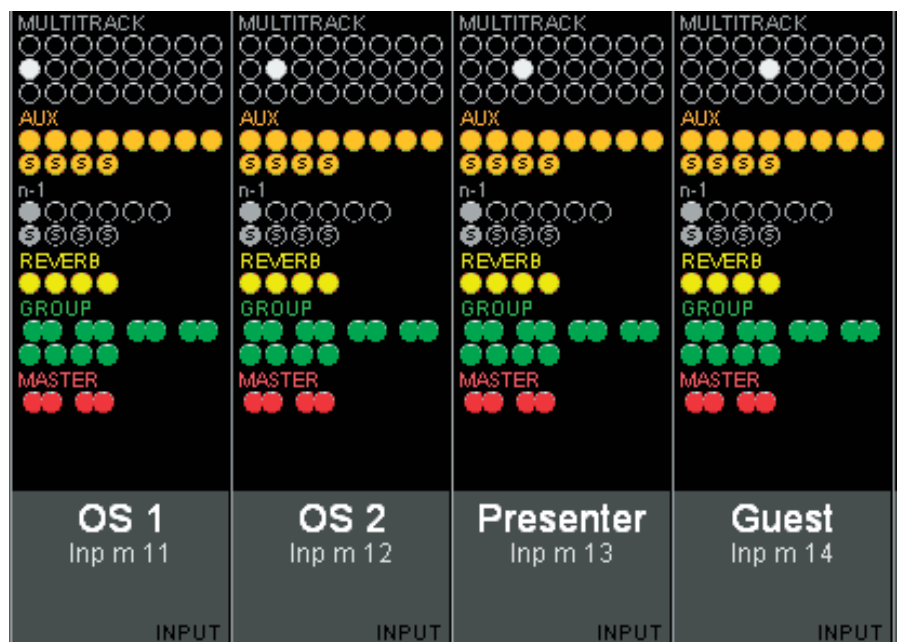 MULTITRACK MULTITRACK MULTITRACK MULTITRACK
AUX AUX AUX AUX
S S S S S S S S S S S S S S S S
n-1 n-1 n-1 n-1
S S S S S S S S S S S S S S S S
REVERB REVERB REVERB REVERB
GROUP GROUP GROUP GROUP
MASTER MASTER MASTER MASTER
OS 1 OS 2 Presenter Guest
Inp m 11 Inp m 12 Inp m 13 Inp m 14
INPUT INPUT INPUT INPUT